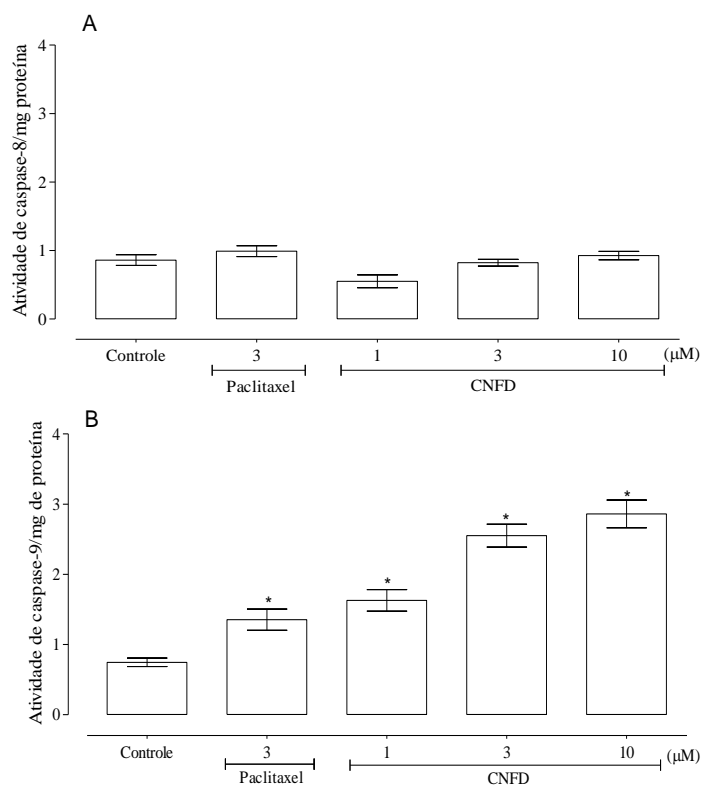 A
Atividade de caspase-8/mg proteína
4
3
2
1
0
Controle 3 1 3 10 (μM)
Paclitaxel CNFD
B
Atividade de caspase-9/mg de proteína
4
3
2
1
0
*
*
*
*
Controle 3 1 3 10 (μM)
Paclitaxel CNFD